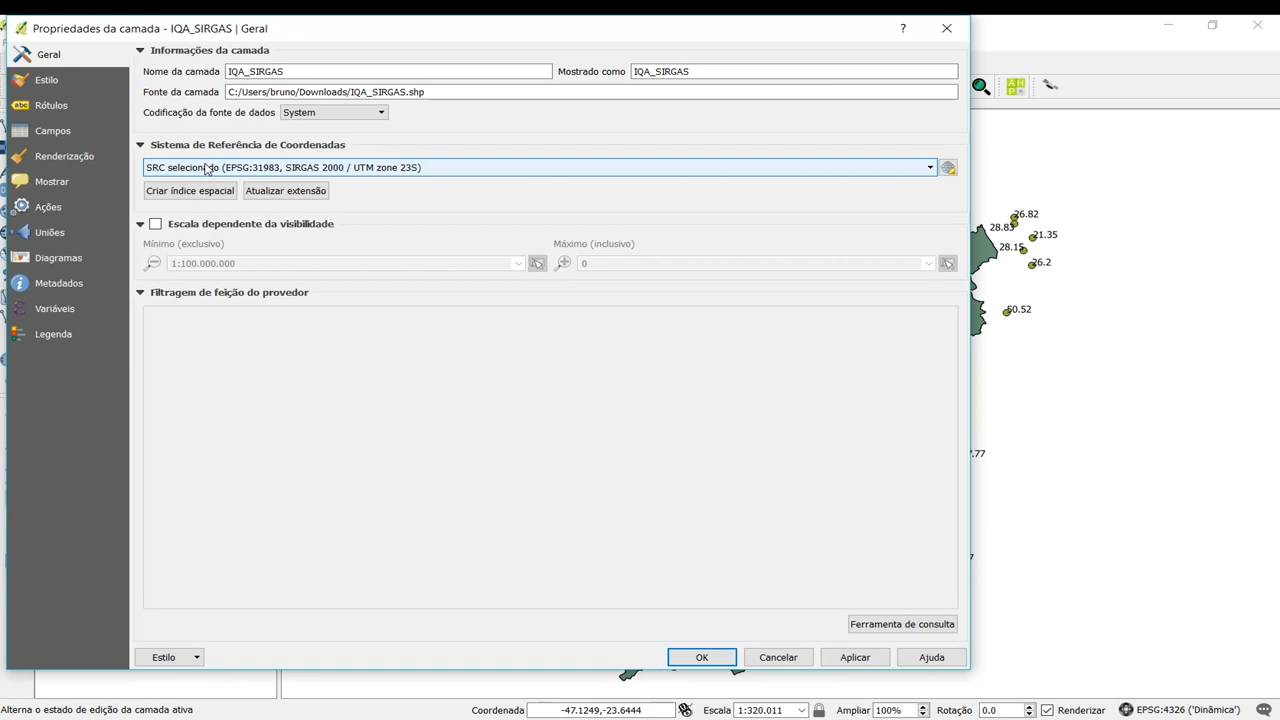 Propriedades da camada - IQA_SIRGAS | Geral
?
Geral
Estilo
Rótulos
Campos
Renderização
Mostrar
Ações
Uniões
Diagramas
Metadados
Variáveis
Legenda
Informações da camada
Nome da camada IQA_SIRGAS Mostrado como IQA_SIRGAS
Fonte da camada C:/Users/bruno/Downloads/IQA_SIRGAS.shp
Codificação da fonte de dados System
Sistema de Referência de Coordenadas
SRC selecionado (EPSG:31983, SIRGAS 2000 / UTM zone 23S)
Criar índice espacial Atualizar extensão
Escala dependente da visibilidade
Mínimo (exclusivo) Máximo (inclusivo)
1:100.000.000 0
Filtragem de feição do provedor
Ferramenta de consulta
Estilo OK Cancelar Aplicar Ajuda
26.82
28.83
21.35
28.15
26.2
50.52
7.77
Alterna o estado de edição da camada ativa Coordenada -47.1249,-23.6444 Escala 1:320.011 Ampliar 100% Rotação 0.0 Renderizar EPSG:4326 ('Dinâmica')